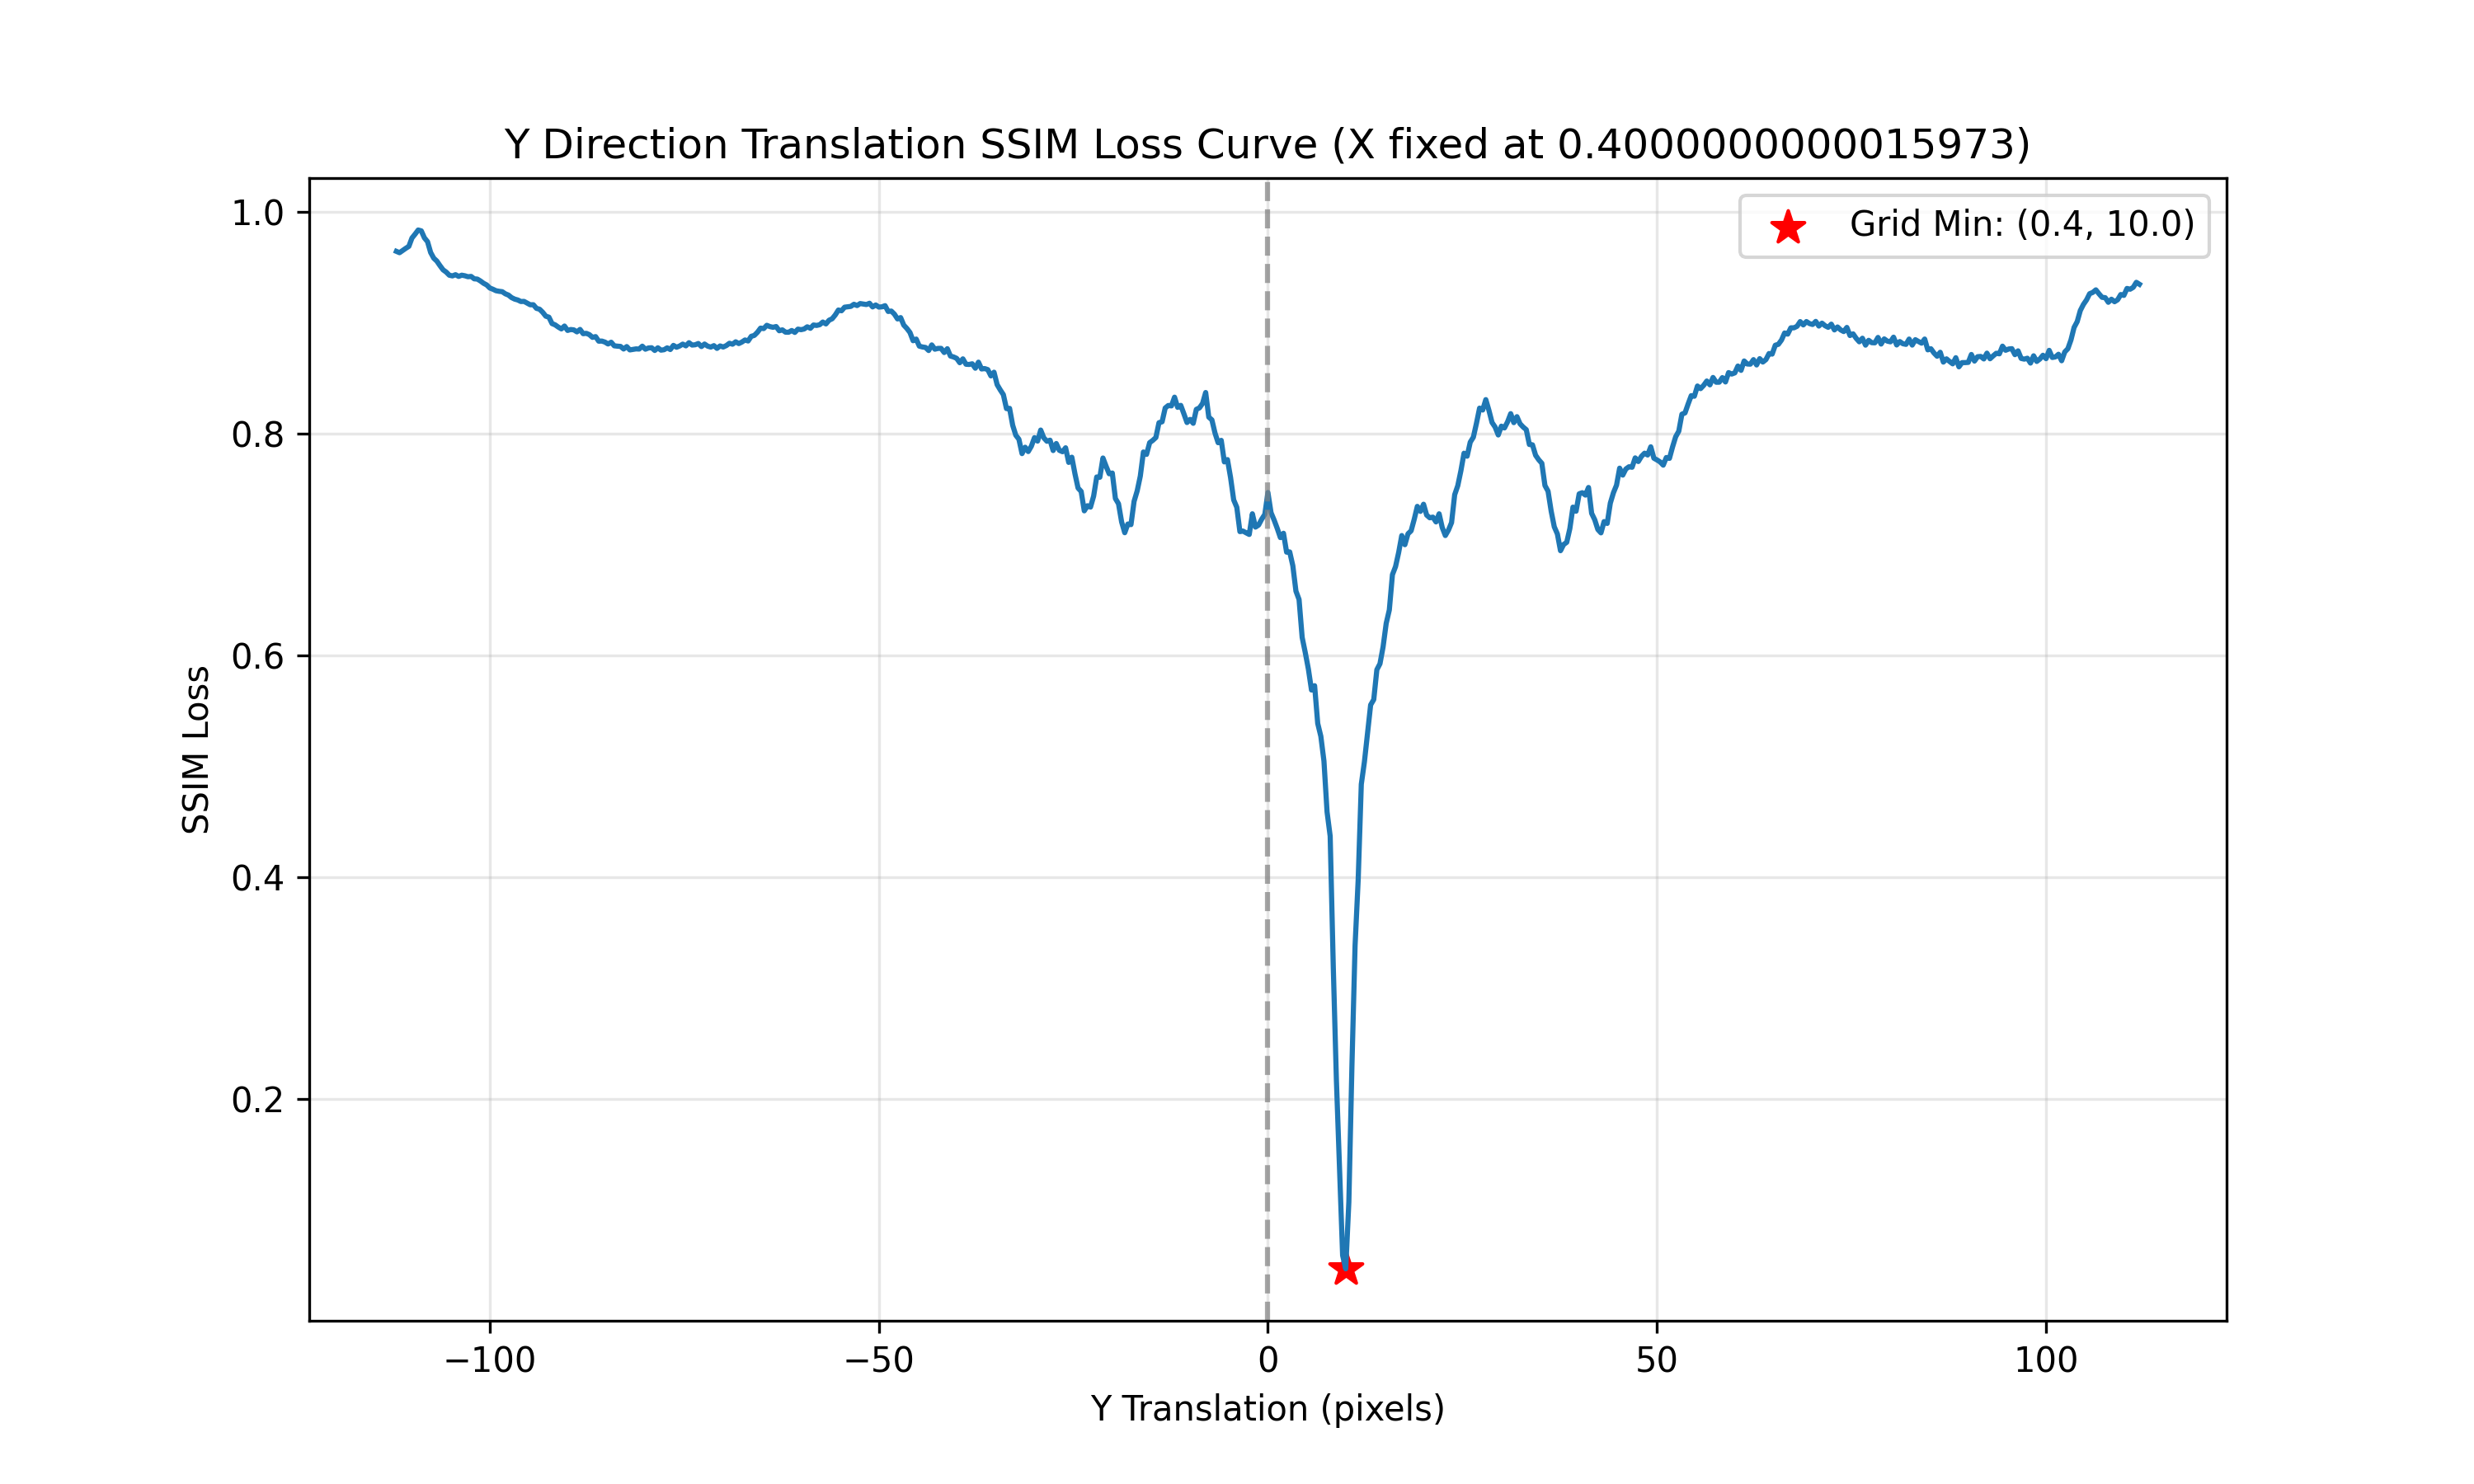 Y Direction Translation SSIM Loss Curve (X fixed at 0.4000000000015973)
Grid Min: (0.4, 10.0)
1.0
0.8
0.6
0.4
0.2
SSIM Loss
−100
−50
0
50
100
Y Translation (pixels)